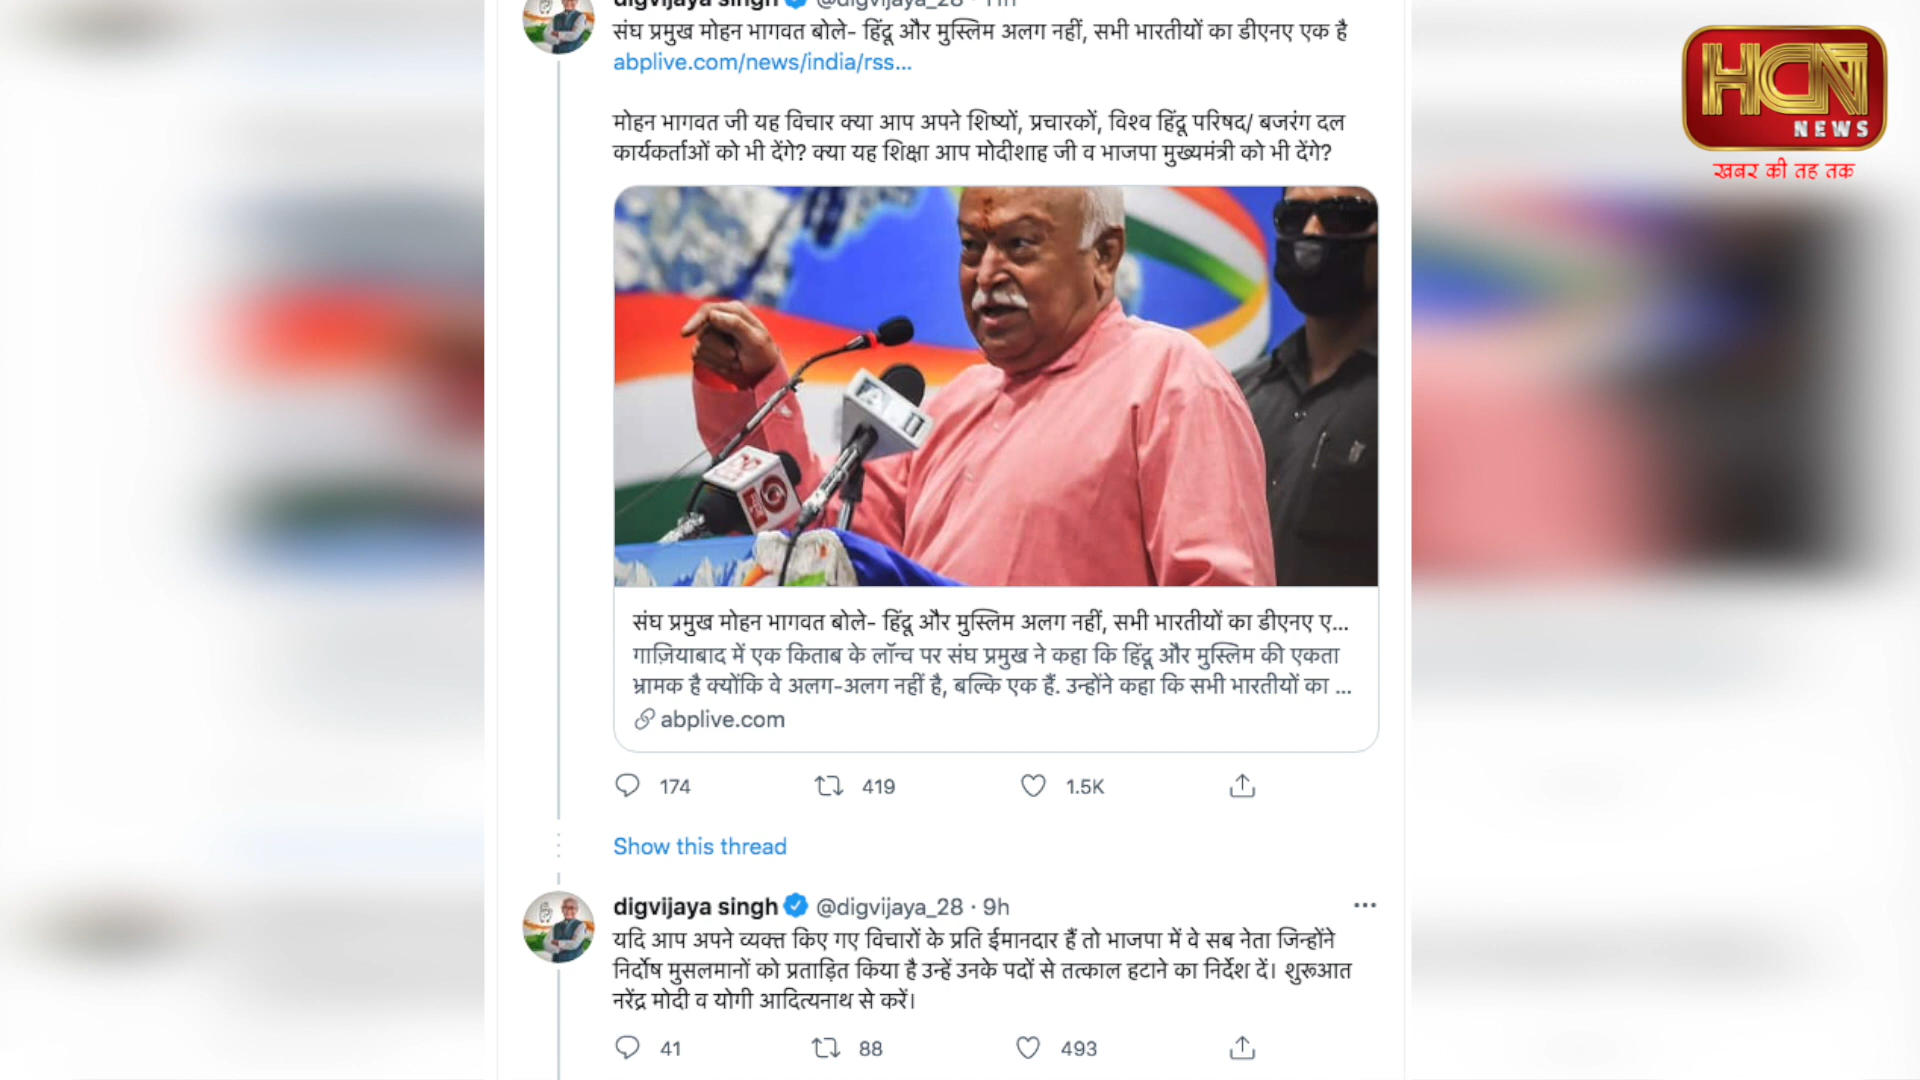 digvijaya singh @digvijaya_28 · 11h
संघ प्रमुख मोहन भागवत बोले- हिंदू और मुस्लिम अलग नहीं, सभी भारतीयों का डीएनए एक है
abplive.com/news/india/rss...
मोहन भागवत जी यह विचार क्या आप अपने शिष्यों, प्रचारकों, विश्व हिंदू परिषद/ बजरंग दल
कार्यकर्ताओं को भी देंगे? क्या यह शिक्षा आप मोदीशाह जी व भाजपा मुख्यमंत्री को भी देंगे?
संघ प्रमुख मोहन भागवत बोले- हिंदू और मुस्लिम अलग नहीं, सभी भारतीयों का डीएनए ए...
गाज़ियाबाद में एक किताब के लॉन्च पर संघ प्रमुख ने कहा कि हिंदू और मुस्लिम की एकता
भ्रामक है क्योंकि वे अलग-अलग नहीं है, बल्कि एक हैं. उन्होंने कहा कि सभी भारतीयों का ...
abplive.com
174 419 1.5K
Show this thread
digvijaya singh @digvijaya_28 · 9h
यदि आप अपने व्यक्त किए गए विचारों के प्रति ईमानदार हैं तो भाजपा में वे सब नेता जिन्होंने
निर्दोष मुसलमानों को प्रताड़ित किया है उन्हें उनके पदों से तत्काल हटाने का निर्देश दें। शुरूआत
नरेंद्र मोदी व योगी आदित्यनाथ से करें।
41 88 493
HCN
NEWS
खबर की तह तक